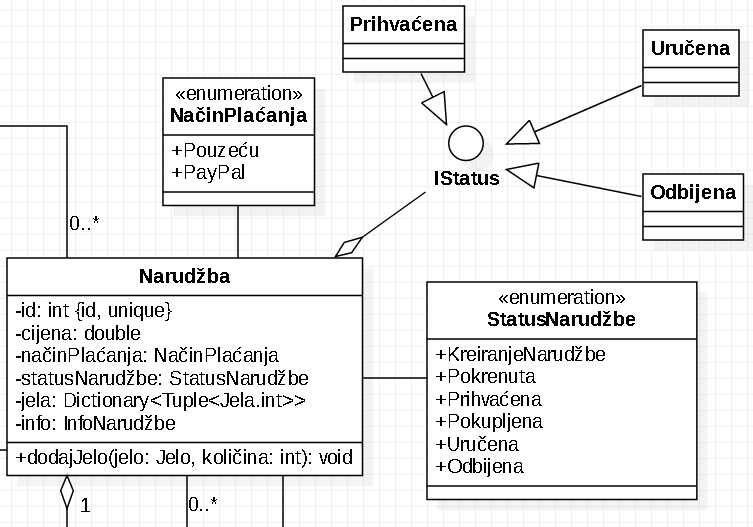 Prihvaćena
Uručena
«enumeration»
NačinPlaćanja
+Pouzeću
+PayPal
IStatus
Odbijena
0..*
Narudžba
-id: int {id, unique}
-cijena: double
-načinPlaćanja: NačinPlaćanja
-statusNarudžbe: StatusNarudžbe
-jela: Dictionary<Tuple<Jela.int>>
-info: InfoNarudžbe
+dodajJelo(jelo: Jelo, količina: int): void
«enumeration»
StatusNarudžbe
+KreiranjeNarudžbe
+Pokrenuta
+Prihvaćena
+Pokupljena
+Uručena
+Odbijena
1
0..*